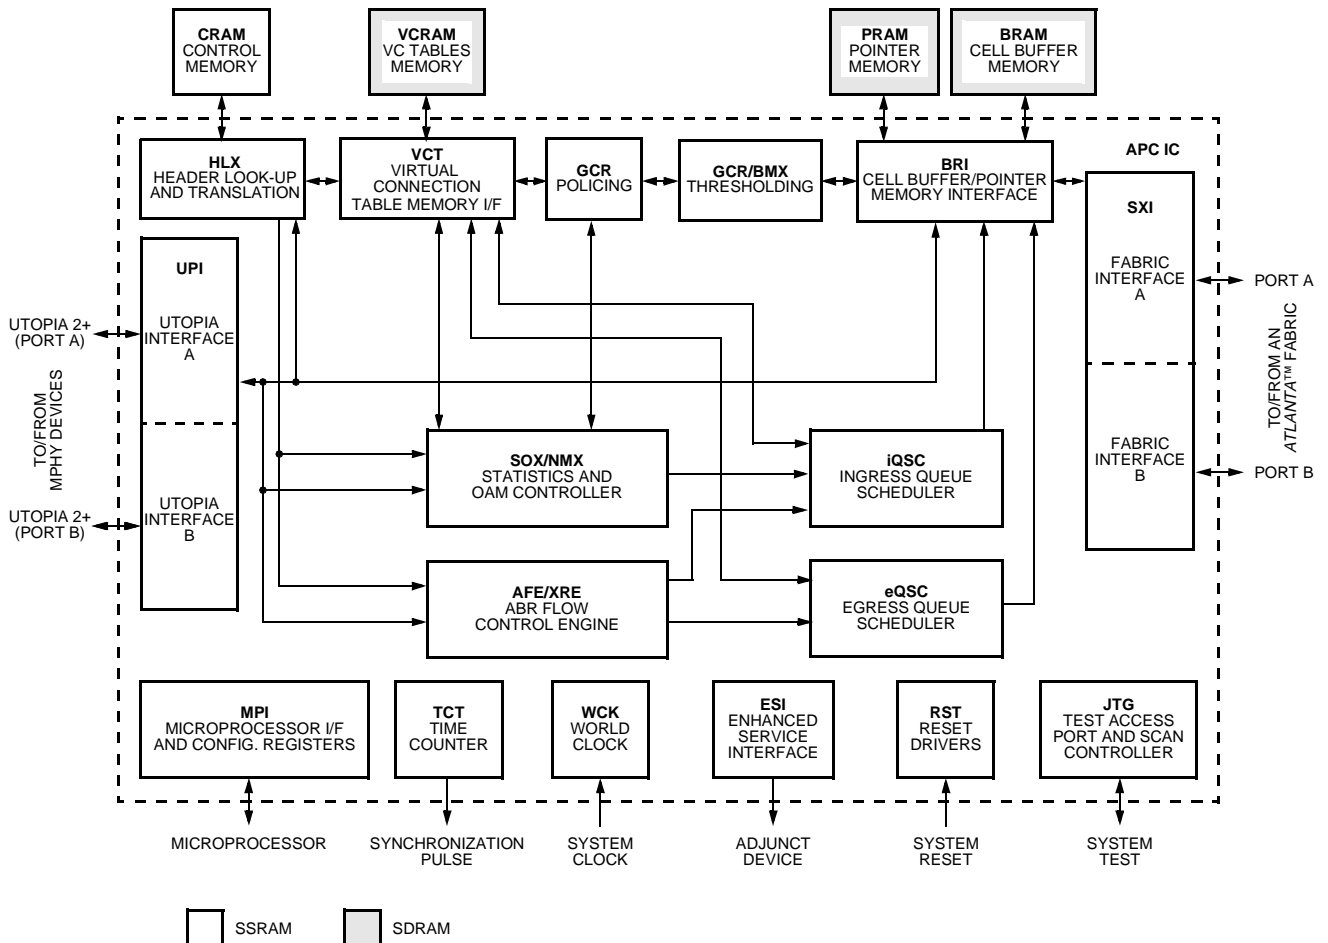 CRAM
CONTROL
MEMORY
VCRAM
VC TABLES
MEMORY
PRAM
POINTER
MEMORY
BRAM
CELL BUFFER
MEMORY
APC IC
HLX
HEADER LOOK-UP
AND TRANSLATION
VCT
VIRTUAL
CONNECTION
TABLE MEMORY I/F
GCR
POLICING
GCR/BMX
THRESHOLDING
BRI
CELL BUFFER/POINTER
MEMORY INTERFACE
SXI
FABRIC
INTERFACE
A
FABRIC
INTERFACE
B
PORT A
TO/FROM AN
ATLANTA™ FABRIC
PORT B
UPI
UTOPIA
INTERFACE
A
UTOPIA
INTERFACE
B
UTOPIA 2+
(PORT A)
TO/FROM
MPHY DEVICES
UTOPIA 2+
(PORT B)
SOX/NMX
STATISTICS AND
OAM CONTROLLER
iQSC
INGRESS QUEUE
SCHEDULER
AFE/XRE
ABR FLOW
CONTROL ENGINE
eQSC
EGRESS QUEUE
SCHEDULER
MPI
MICROPROCESSOR I/F
AND CONFIG. REGISTERS
TCT
TIME
COUNTER
WCK
WORLD
CLOCK
ESI
ENHANCED
SERVICE
INTERFACE
RST
RESET
DRIVERS
JTG
TEST ACCESS
PORT AND SCAN
CONTROLLER
MICROPROCESSOR
SYNCHRONIZATION
PULSE
SYSTEM
CLOCK
ADJUNCT
DEVICE
SYSTEM
RESET
SYSTEM
TEST
SSRAM
SDRAM